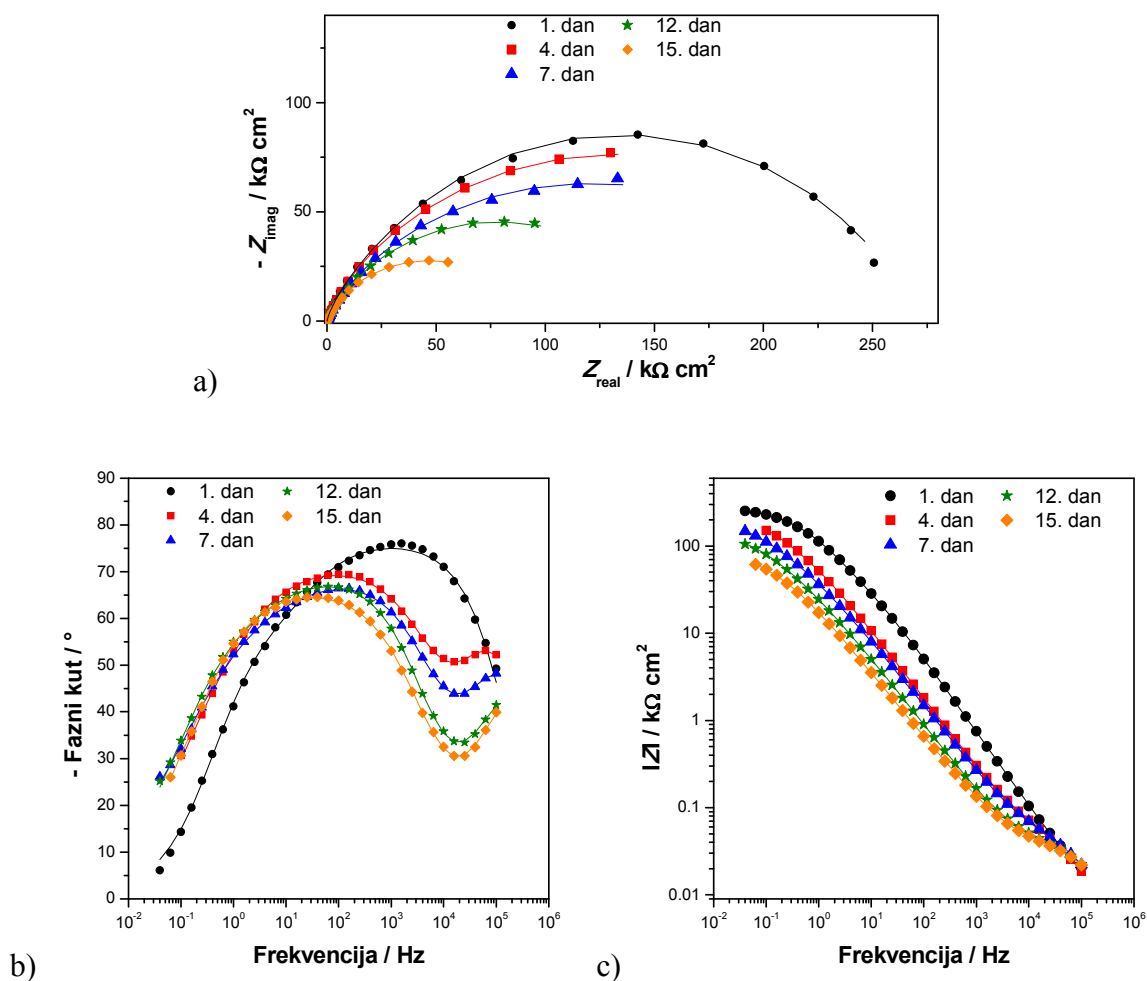 1. dan
12. dan
4. dan
15. dan
7. dan
100
50
0
- Zimag / kΩ cm²
0 50 100 150 200 250
Zreal / kΩ cm²
a)
90
80
70
60
50
40
30
20
10
0
- Fazni kut / °
1. dan
12. dan
4. dan
15. dan
7. dan
10⁻² 10⁻¹ 10⁰ 10¹ 10² 10³ 10⁴ 10⁵ 10⁶
Frekvencija / Hz
b)
100
10
1
0.1
0.01
|Z| / kΩ cm²
1. dan
12. dan
4. dan
15. dan
7. dan
10⁻² 10⁻¹ 10⁰ 10¹ 10² 10³ 10⁴ 10⁵ 10⁶
Frekvencija / Hz
c)